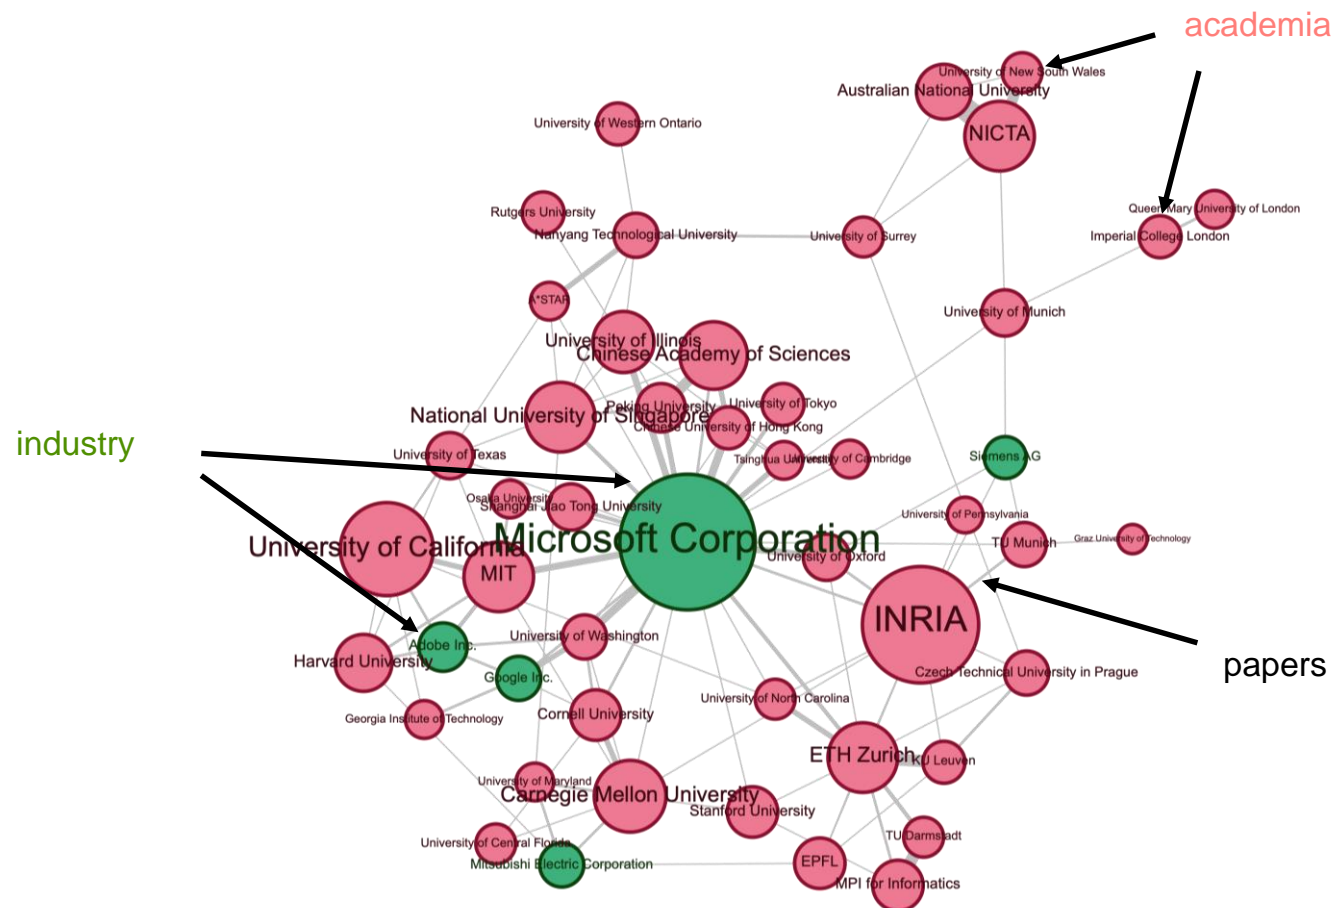 academia
University of New South Wales
Australian National University
University of Western Ontario
NICTA
Rutgers University
Queen Mary University of London
Nanyang Technological University
University of Surrey
Imperial College London
A*STAR
University of Munich
University of Illinois
Chinese Academy of Sciences
University of Tokyo
Peking University
National University of Singapore
Chinese University of Hong Kong
industry
University of Texas
Tsinghua University
University of Cambridge
Siemens AG
Osaka University
Shanghai Jiao Tong University
University of Pennsylvania
Microsoft Corporation
University of California
TU Munich
Graz University of Technology
University of Oxford
MIT
INRIA
University of Washington
Adobe Inc.
Harvard University
papers
Czech Technical University in Prague
Google Inc.
University of North Carolina
Cornell University
Georgia Institute of Technology
ETH Zurich
KU Leuven
University of Maryland
Carnegie Mellon University
Stanford University
TU Darmstadt
University of Central Florida
Mitsubishi Electric Corporation
EPFL
MPI for Informatics